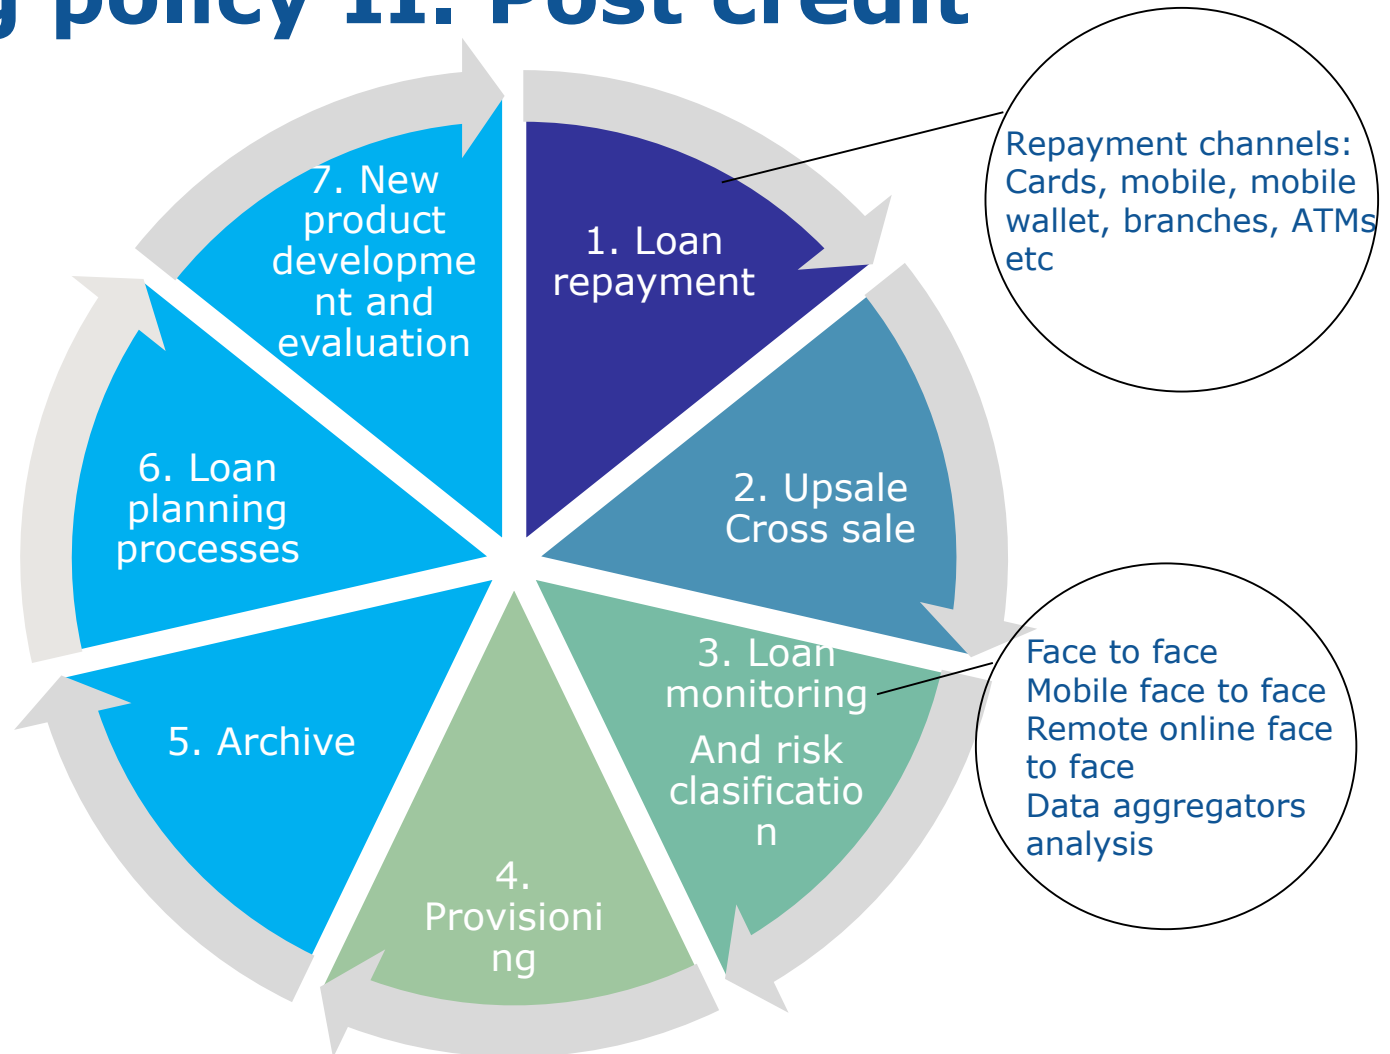 g policy II. Post credit
7. New
product
developme
nt and
evaluation
1. Loan
repayment
Repayment channels:
Cards, mobile, mobile
wallet, branches, ATMs
etc
6. Loan
planning
processes
2. Upsale
Cross sale
3. Loan
monitoring
And risk
clasificatio
n
Face to face
Mobile face to face
Remote online face
to face
Data aggregators
analysis
5. Archive
4.
Provisioni
ng